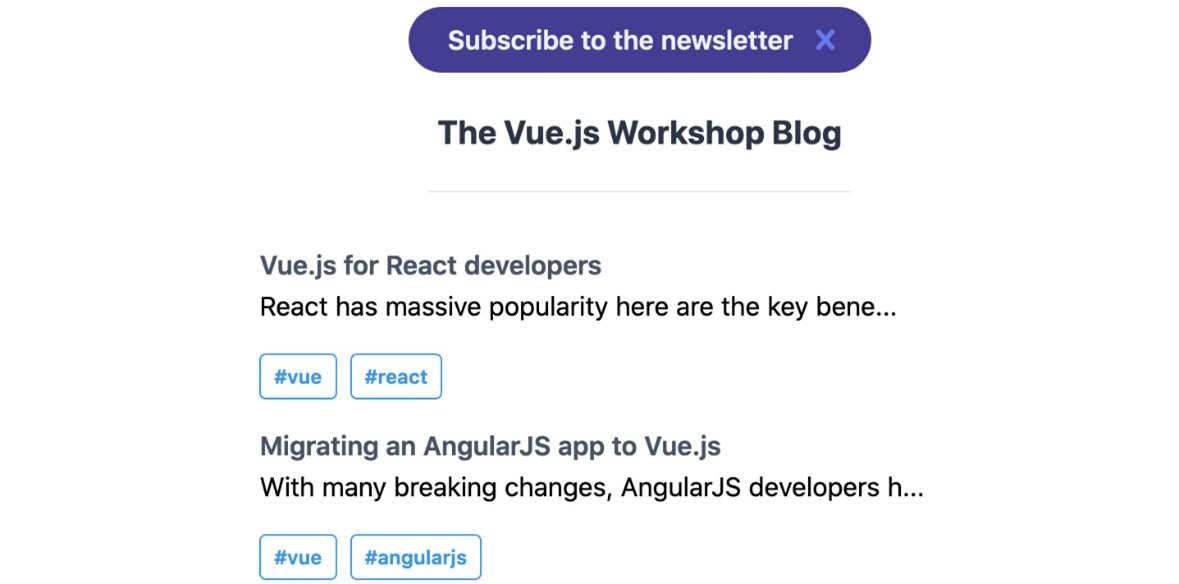 Subscribe to the newsletter X
The Vue.js Workshop Blog
Vue.js for React developers
React has massive popularity here are the key bene...
#vue #react
Migrating an AngularJS app to Vue.js
With many breaking changes, AngularJS developers h...
#vue #angularjs